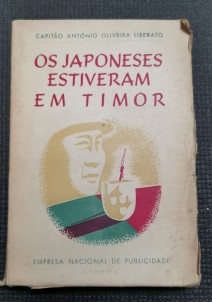 CAPITÃO ANTÓNIO OLIVEIRA LIBERATO
OS JAPONESES
ESTIVERAM
EM TIMOR
EMPRESA NACIONAL DE PUBLICIDADE